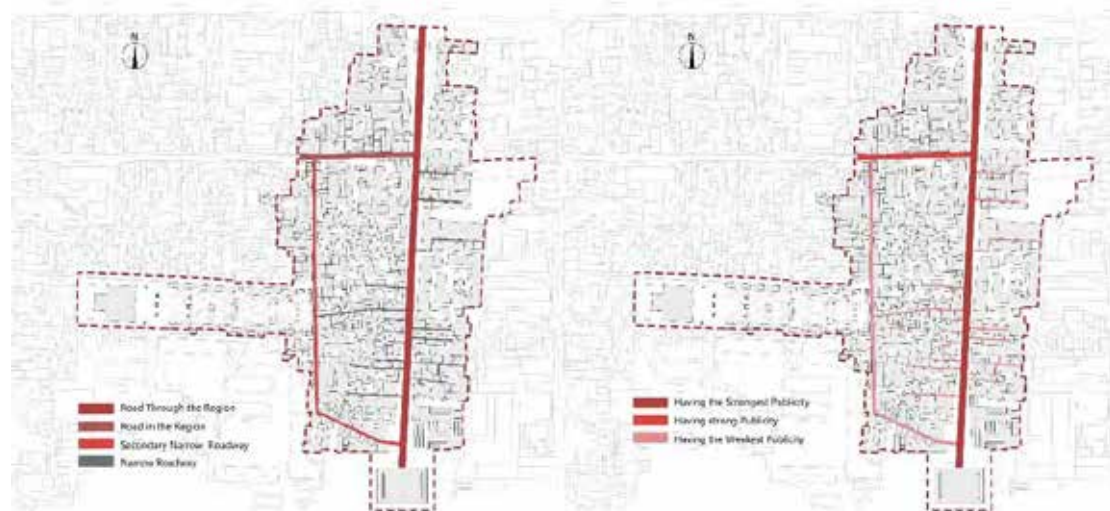 N
Road Through the Region
Road in the Region
Secondary Narrow Roadway
Narrow Roadway
N
Having the Strongest Publicity
Having strong Publicity
Having the Weakest Publicity